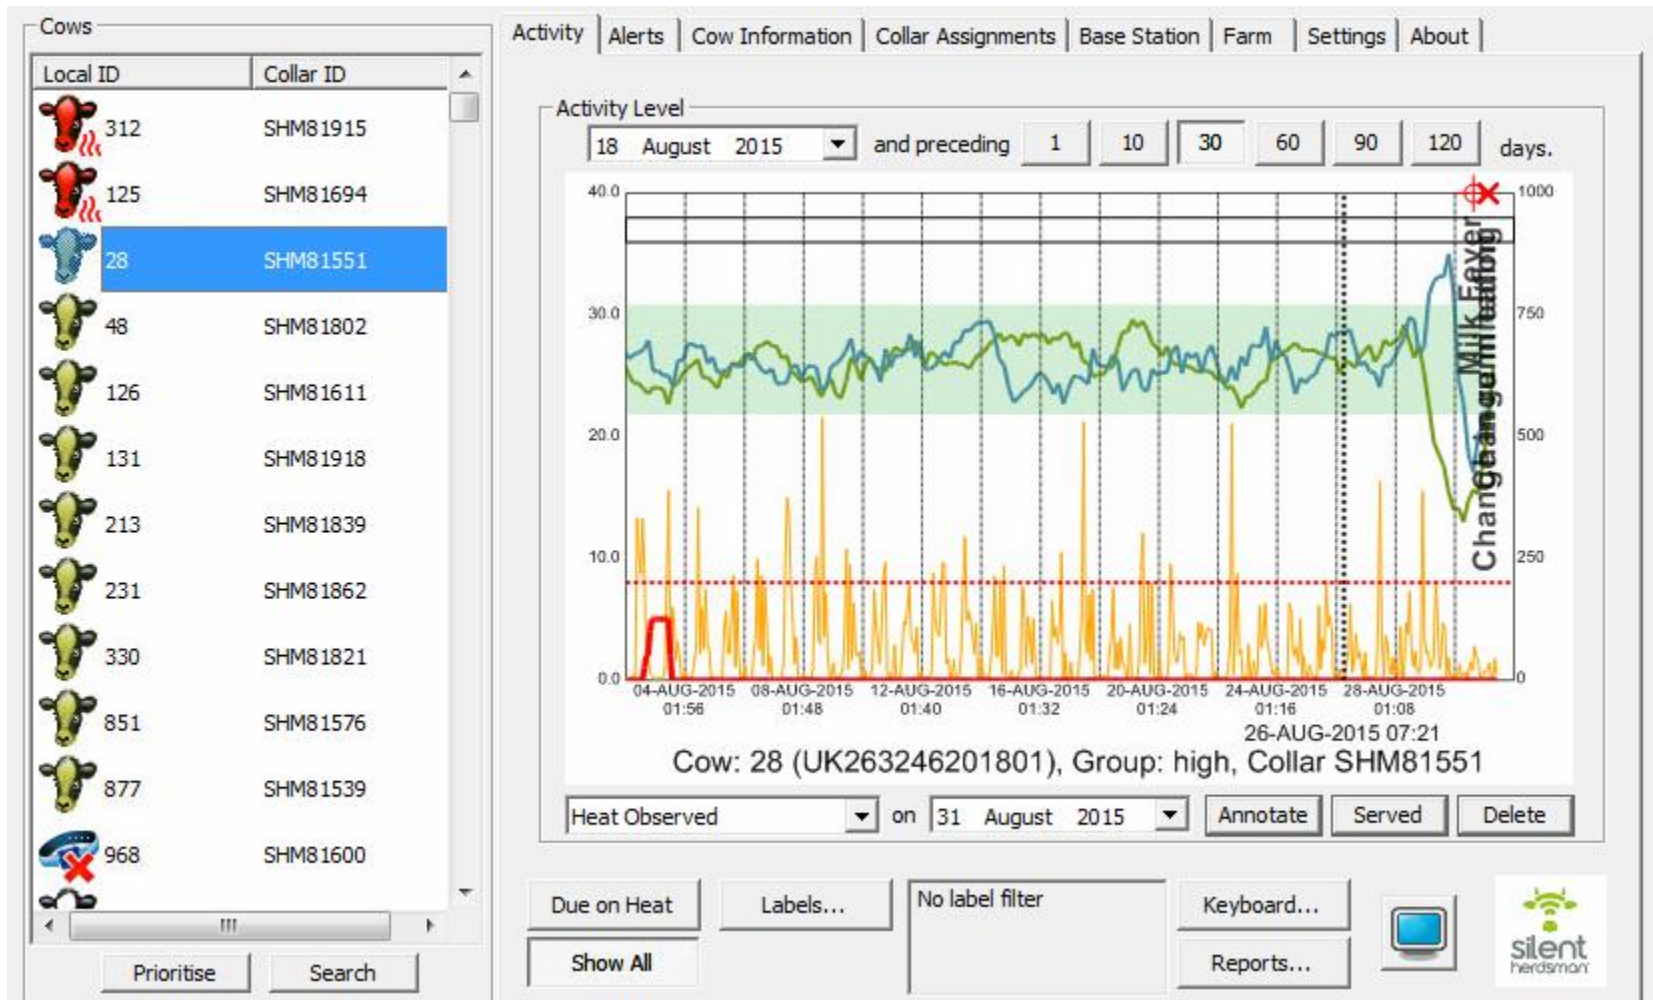 Cows
Local ID Collar ID
312 SHM81915
125 SHM81694
28 SHM81551
48 SHM81802
126 SHM81611
131 SHM81918
213 SHM81839
231 SHM81862
330 SHM81821
851 SHM81576
877 SHM81539
968 SHM81600
Prioritise Search
Activity Alerts Cow Information Collar Assignments Base Station Farm Settings About
Activity Level
18 August 2015 and preceding 1 10 30 60 90 120 days.
40.0 1000
30.0 750
20.0 500
10.0 250
0.0 0
Milk Fever
04-AUG-2015 08-AUG-2015 12-AUG-2015 16-AUG-2015 20-AUG-2015 24-AUG-2015 28-AUG-2015
01:56 01:48 01:40 01:32 01:24 01:16 01:08
26-AUG-2015 07:21
Cow: 28 (UK263246201801), Group: high, Collar SHM81551
Heat Observed on 31 August 2015 Annotate Served Delete
Due on Heat Labels... No label filter Keyboard...
Show All Reports...
silent
herdsman